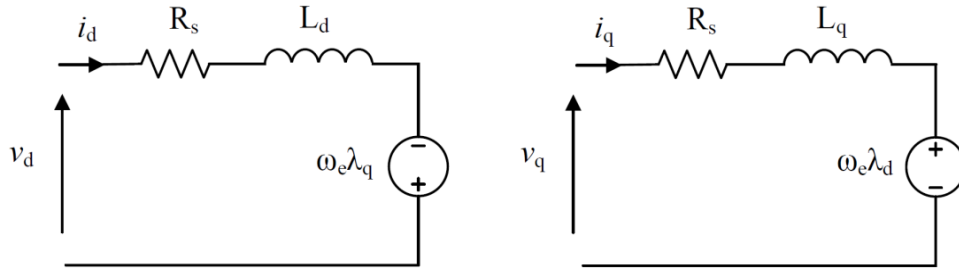 i_d R_s L_d
v_d ω_eλ_q - +
i_q R_s L_q
v_q ω_eλ_d + -